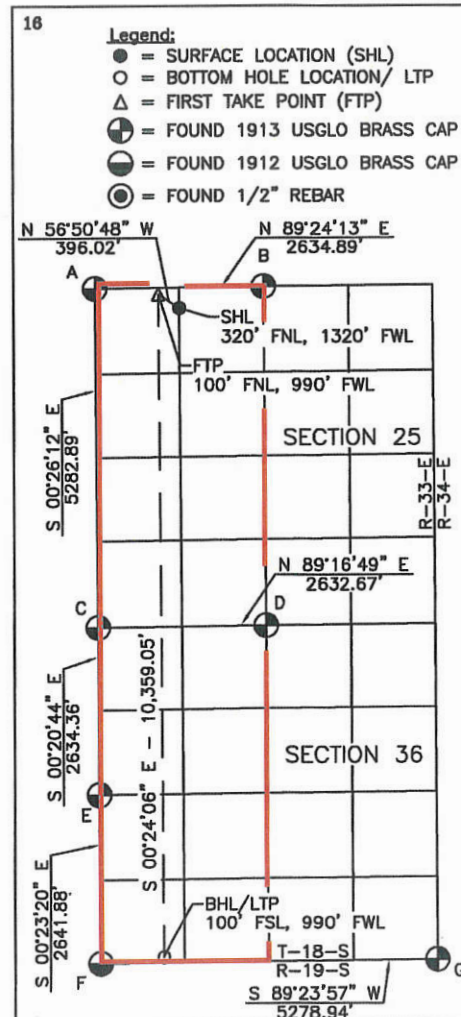 16
Legend:
= SURFACE LOCATION (SHL)
= BOTTOM HOLE LOCATION/ LTP
= FIRST TAKE POINT (FTP)
= FOUND 1913 USGLO BRASS CAP
= FOUND 1912 USGLO BRASS CAP
= FOUND 1/2" REBAR
N 56°50'48" W
396.02'
N 89°24'13" E
2634.89'
A
B
SHL
320' FNL, 1320' FWL
FTP
100' FNL, 990' FWL
S 00°26'12" E
5282.89'
SECTION 25
R-33-E
R-34-E
N 89°16'49" E
2632.67'
C
D
S 00°24'06" E - 10,359.05'
S 00°20'44" E
2634.36'
SECTION 36
E
S 00°23'20" E
2641.88'
BHL/LTP
100' FSL, 990' FWL
T-18-S
R-19-S
F
G
S 89°23'57" W
5278.94'